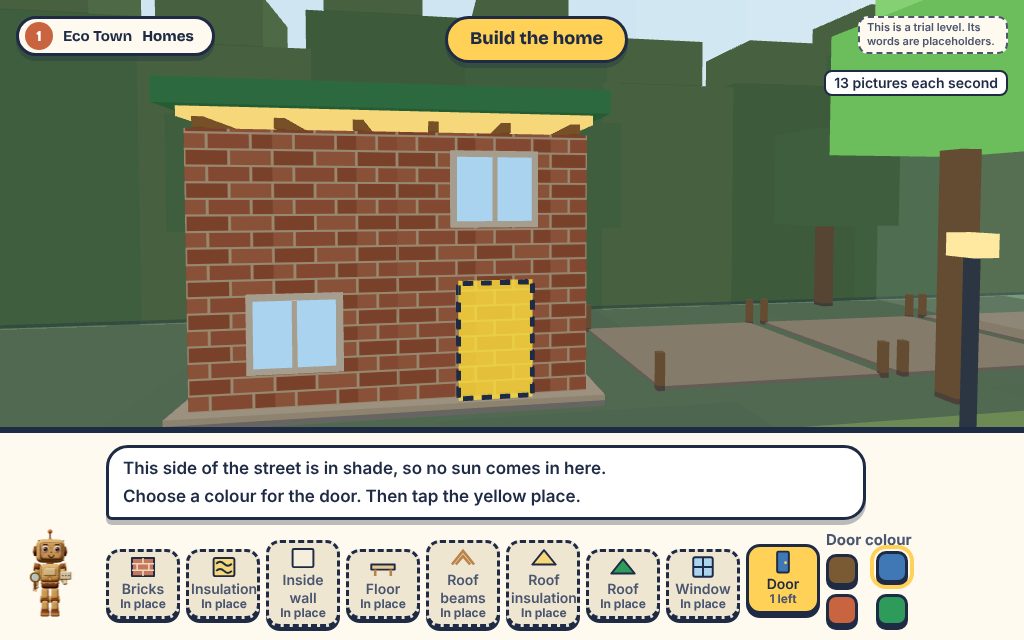 1 Eco Town Homes
Build the home
This is a trial level. Its
words are placeholders.
13 pictures each second
This side of the street is in shade, so no sun comes in here.
Choose a colour for the door. Then tap the yellow place.
Bricks
In place
Insulation
In place
Inside
wall
In place
Floor
In place
Roof
beams
In place
Roof
insulation
In place
Roof
In place
Window
In place
Door
1 left
Door colour